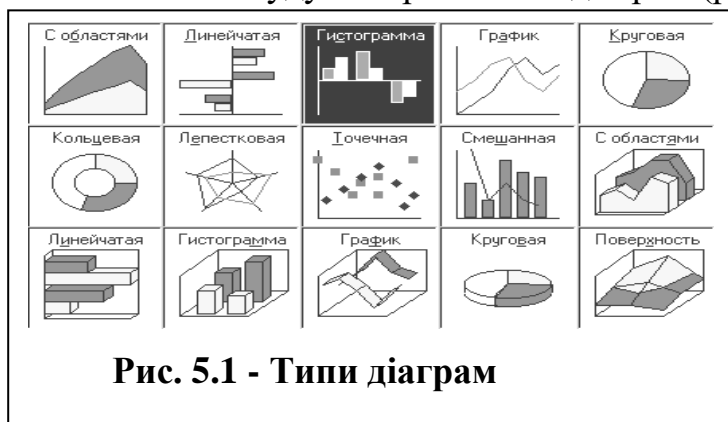 С областями Линейчатая Гистограмма График Круговая
Кольцевая Лепестковая Точечная Смешанная С областями
Линейчатая Гистограмма График Круговая Поверхность
Рис. 5.1 - Типи діаграм